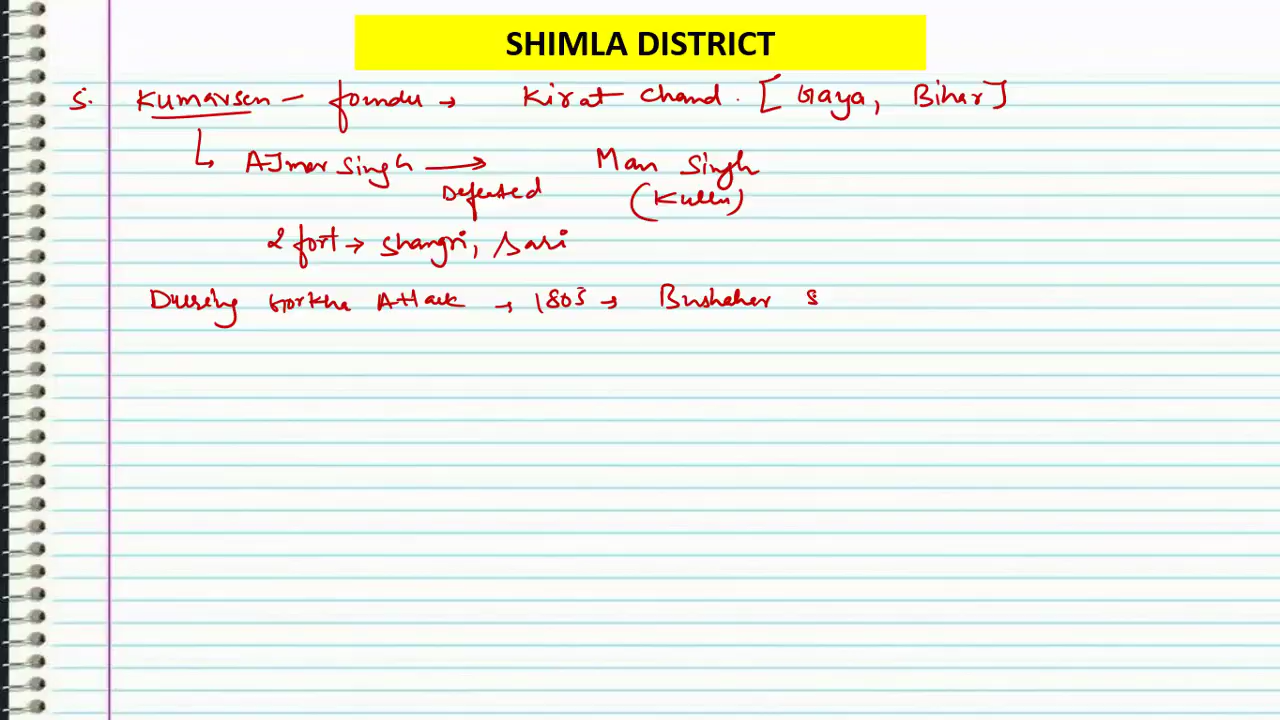 SHIMLA DISTRICT
5. Kumarsen - founder → Kirat Chand. [Gaya, Bihar]
↳ AJmer Singh → Man Singh
Defeated (Kullu)
2 fort → Shangri, Sari
During Gorkha Attack → 1805 → Bushaher s